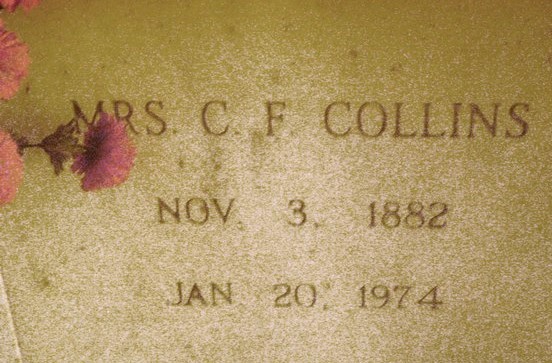 MRS. C. F. COLLINS
NOV. 3, 1882
JAN. 20, 1974